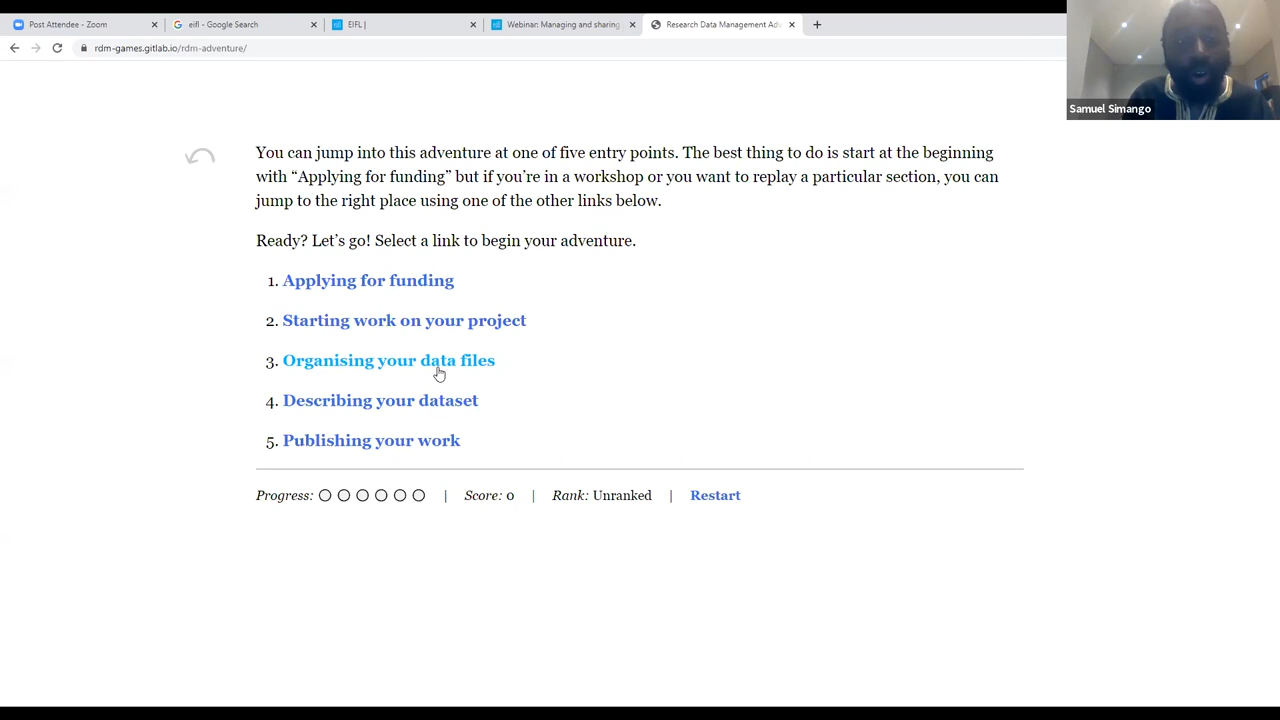 Post Attendee - Zoom
eifl - Google Search
EIFL |
Webinar: Managing and sharing
Research Data Management Adv
rdm-games.gitlab.io/rdm-adventure/
Samuel Simango
You can jump into this adventure at one of five entry points. The best thing to do is start at the beginning
with “Applying for funding” but if you’re in a workshop or you want to replay a particular section, you can
jump to the right place using one of the other links below.
Ready? Let’s go! Select a link to begin your adventure.
1. Applying for funding
2. Starting work on your project
3. Organising your data files
4. Describing your dataset
5. Publishing your work
Progress: | Score: 0 | Rank: Unranked | Restart